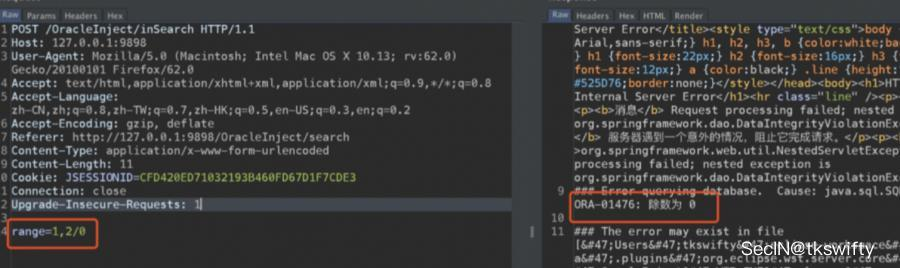 Raw Params Headers Hex
1 POST /OracleInject/inSearch HTTP/1.1
2 Host: 127.0.0.1:9898
3 User-Agent: Mozilla/5.0 (Macintosh; Intel Mac OS X 10.13; rv:62.0)
Gecko/20100101 Firefox/62.0
4 Accept: text/html,application/xhtml+xml,application/xml;q=0.9,*/*;q=0.8
5 Accept-Language:
zh-CN,zh;q=0.8,zh-TW;q=0.7,zh-HK;q=0.5,en-US;q=0.3,en;q=0.2
6 Accept-Encoding: gzip, deflate
7 Referer: http://127.0.0.1:9898/OracleInject/search
8 Content-Type: application/x-www-form-urlencoded
9 Content-Length: 11
0 Cookie: JSESSIONID=CFD420ED71032193B460FD67D1F7CDE3
1 Connection: close
2 Upgrade-Insecure-Requests: 1
3
4 range=1,2/0
Raw Headers Hex HTML Render
Server Error</title><style type="text/css">body
Arial,sans-serif;} h1, h2, h3, b {color:white;ba
} h1 {font-size:22px;} h2 {font-size:16px;} h3 {
font-size:12px;} a {color:black;} .line {height:
#525D76;border:none;}</style></head><body><h1>HT
Internal Server Error</h1><hr class="line" /><p>
<p><b>消息</b> Request processing failed; nested
org.springframework.dao.DataIntegrityViolationEx
</b> 服务器遇到一个意外的情况，阻止它完成请求。</p><p><
>org.springframework.web.util.NestedServletExcep
processing failed; nested exception is
org.springframework.dao.DataIntegrityViolationEx
9 ### Error querying database. Cause: java.sql.SQL
ORA-01476: 除数为 0
10
11 ### The error may exist in file
[&#47;Users&#47;tkswifty&#47;
a&#47;.plugins&#47;org.eclipse.wst.server.core&#
SecIN@tkswifty